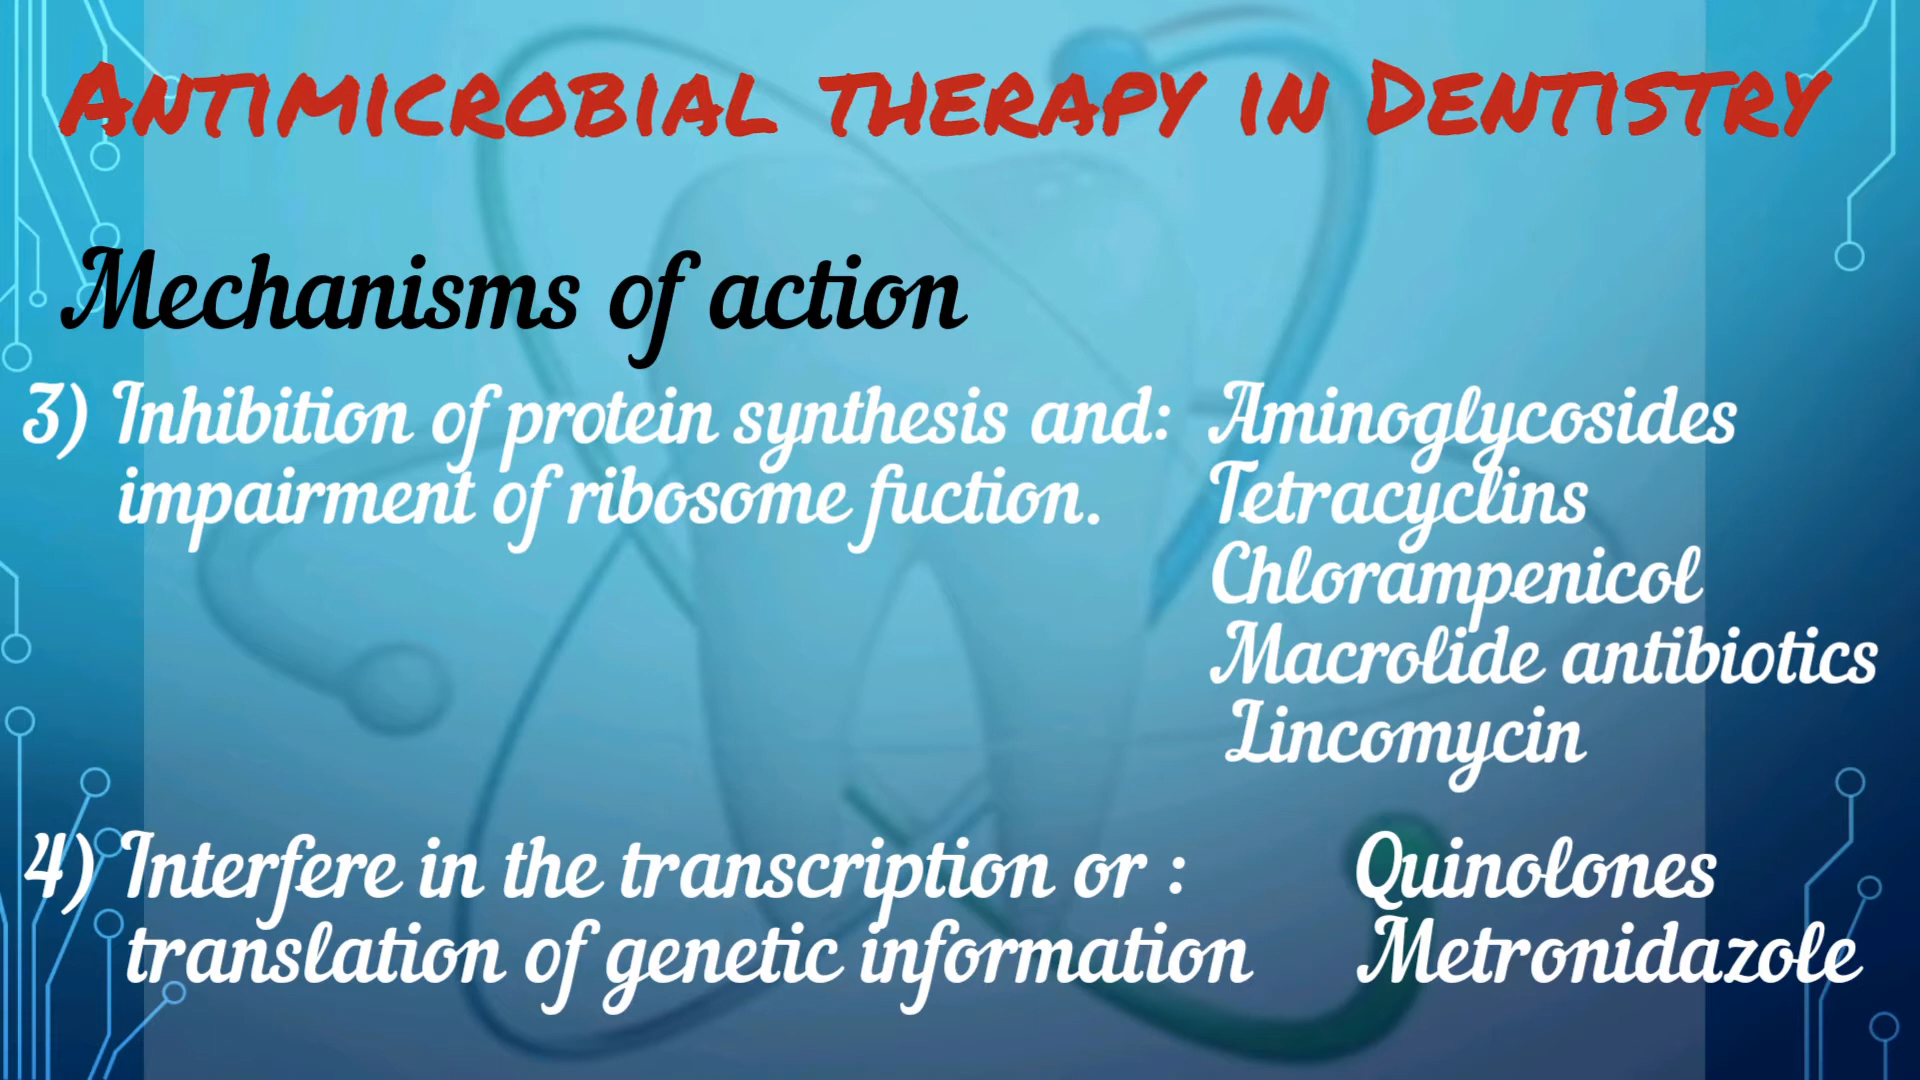 Antimicrobial therapy in Dentistry
Mechanisms of action
3) Inhibition of protein synthesis and: Aminoglycosides
impairment of ribosome fuction. Tetracyclins
Chlorampenicol
Macrolide antibiotics
Lincomycin
4) Interfere in the transcription or : Quinolones
translation of genetic information Metronidazole